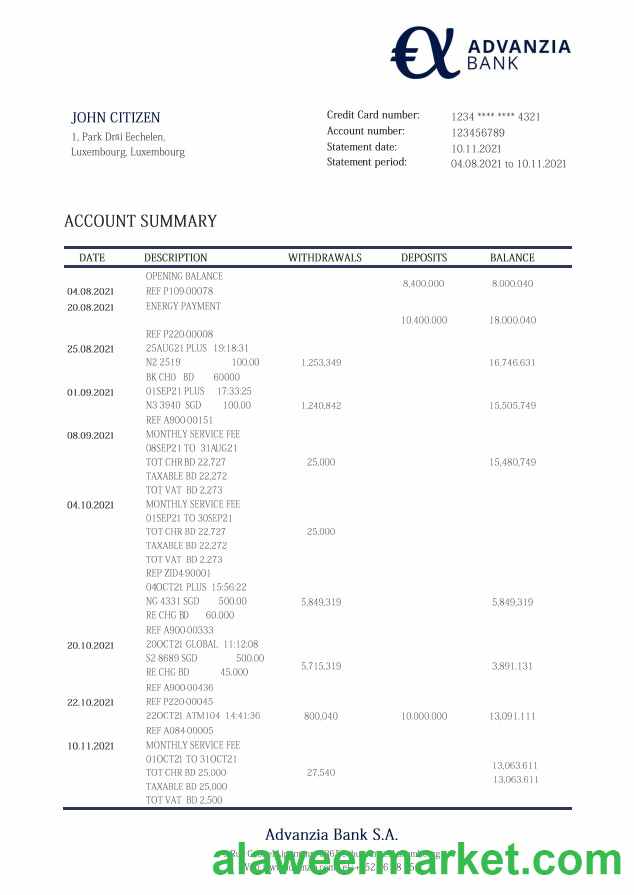 €α ADVANZIA
BANK
JOHN CITIZEN
1, Park Drǎi Eechelen,
Luxembourg, Luxembourg
Credit Card number: 1234 **** **** 4321
Account number: 123456789
Statement date: 10.11.2021
Statement period: 04.08.2021 to 10.11.2021
ACCOUNT SUMMARY
DATE DESCRIPTION WITHDRAWALS DEPOSITS BALANCE
OPENING BALANCE
8,400.000 8.000.040
04.08.2021 REF P109-00078
20.08.2021 ENERGY PAYMENT
10.400.000 18.000.040
REF P220-00008
25.08.2021 25AUG21 PLUS 19:18:31
N2 2519 100.00 1,253,349 16,746.631
BK CH0 BD 60000
01.09.2021 01SEP21 PLUS 17:33:25
N3 3940 SGD 100.00 1,240,842 15,505,749
REF A900-00151
08.09.2021 MONTHLY SERVICE FEE
08SEP21 TO 31AUG21
TOT CHR BD 22,727 25,000 15,480,749
TAXABLE BD 22,272
TOT VAT BD 2,273
04.10.2021 MONTHLY SERVICE FEE
01SEP21 TO 30SEP21
TOT CHR BD 22,727 25,000
TAXABLE BD 22,272
TOT VAT BD 2,273
REP ZID4-90001
04OCT21 PLUS 15:56:22
NG 4331 SGD 500.00 5,849,319 5,849,319
RE CHG BD 60.000
REF A900-00333
20.10.2021 20OCT21 GLOBAL 11:12:08
S2 8689 SGD 500.00
5,715,319 3,891.131
RE CHG BD 45.000
REF A900-00436
22.10.2021 REF P220-00045
22OCT21 ATM104 14:41:36 800,040 10.000.000 13,091.111
REF A084-00005
10.11.2021 MONTHLY SERVICE FEE
01OCT21 TO 31OCT21
13,063.611
TOT CHR BD 25,000 27,540
13,063.611
TAXABLE BD 25,000
TOT VAT BD 2,500
Advanzia Bank S.A.
alaweermarket.com